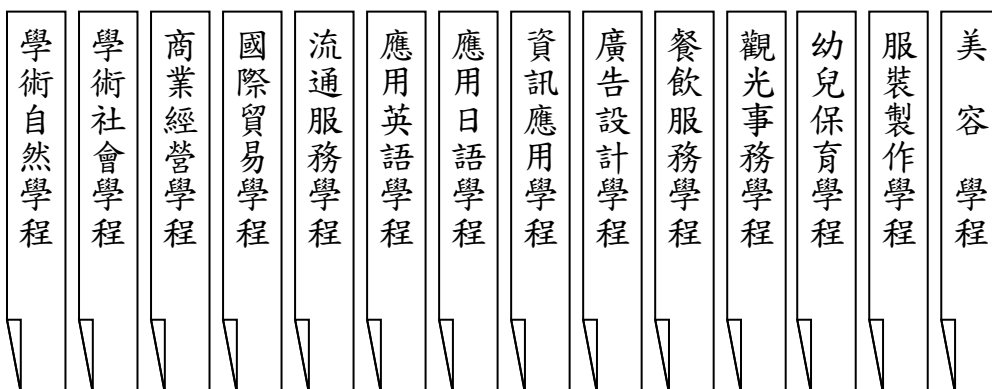 學術自然學程
學術社會學程
商業經營學程
國際貿易學程
流通服務學程
應用英語學程
應用日語學程
資訊應用學程
廣告設計學程
餐飲服務學程
觀光事務學程
幼兒保育學程
服裝製作學程
美容學程